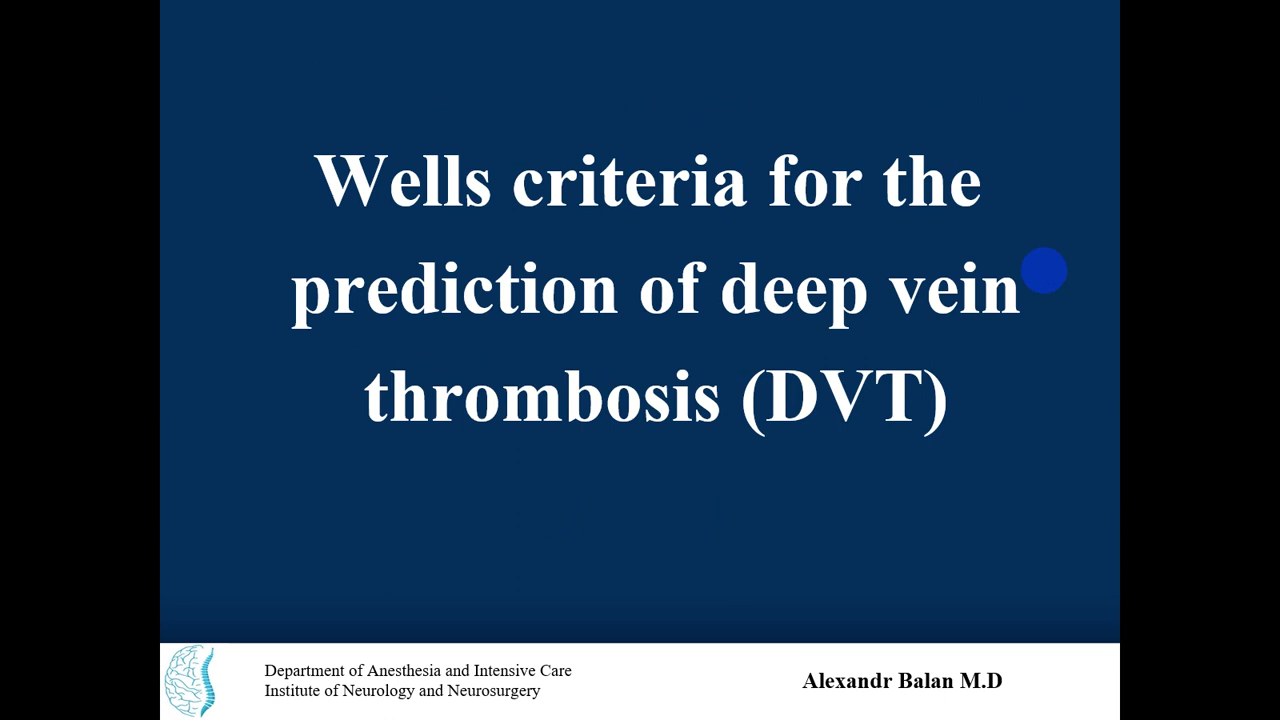 Wells criteria for the
prediction of deep vein
thrombosis (DVT)
Department of Anesthesia and Intensive Care
Institute of Neurology and Neurosurgery
Alexandr Balan M.D